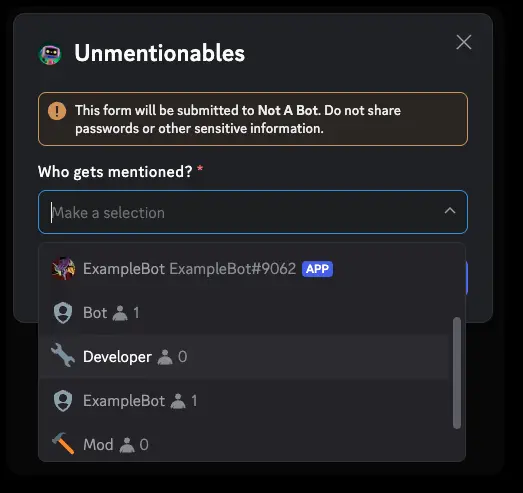 Unmentionables
This form will be submitted to Not A Bot. Do not share
passwords or other sensitive information.
Who gets mentioned? *
Make a selection
ExampleBot ExampleBot#9062 APP
Bot 1
Developer 0
ExampleBot 1
Mod 0